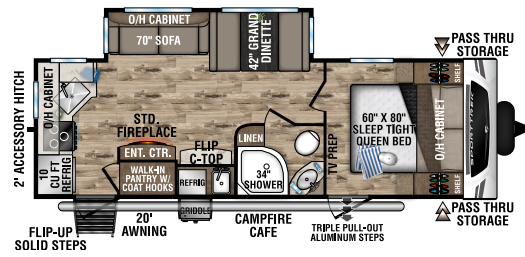 O/H CABINET
70" SOFA
42" GRAND
DINETTE
PASS THRU
STORAGE
SHELF
2" ACCESSORY HITCH
O/H CABINET
STD.
FIREPLACE
ENT. CTR.
FLIP
C-TOP
LINEN
34"
SHOWER
TV PREP
60" X 80"
SLEEP TIGHT
QUEEN BED
O/H CABINET
SPORTTREK
10
CU FT
REFRIG
WALK-IN
PANTRY W/
COAT HOOKS
REFRIG
GRIDDLE
SHELF
PASS THRU
STORAGE
FLIP-UP
SOLID STEPS
20'
AWNING
CAMPFIRE
CAFE
TRIPLE PULL-OUT
ALUMINUM STEPS